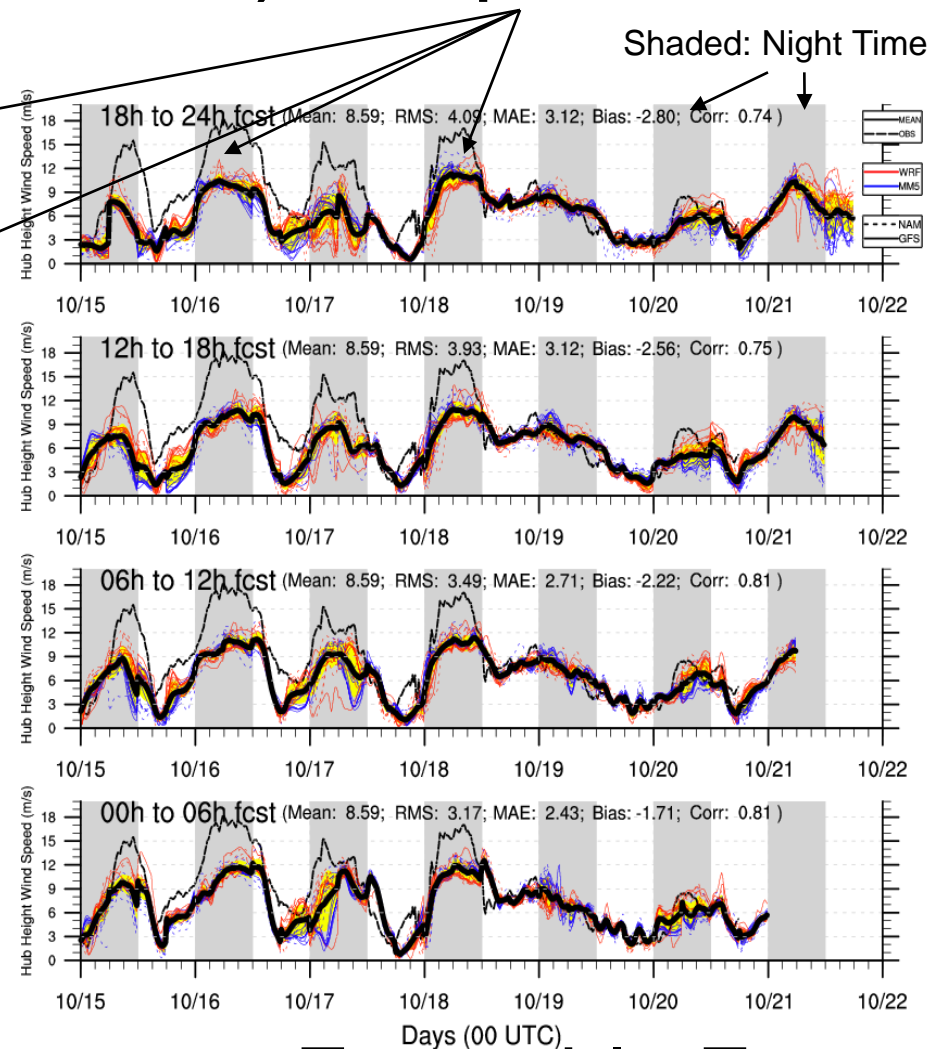 Shaded: Night Time
Hub Height Wind Speed (m/s)
18h to 24h fcst (Mean: 8.59; RMS: 4.09; MAE: 3.12; Bias: -2.80; Corr: 0.74 )
18
15
12
9
6
3
0
10/15 10/16 10/17 10/18 10/19 10/20 10/21 10/22
MEAN
OBS
WRF
MM5
NAM
GFS
Hub Height Wind Speed (m/s)
12h to 18h fcst (Mean: 8.59; RMS: 3.93; MAE: 3.12; Bias: -2.56; Corr: 0.75 )
18
15
12
9
6
3
0
10/15 10/16 10/17 10/18 10/19 10/20 10/21 10/22
Hub Height Wind Speed (m/s)
06h to 12h fcst (Mean: 8.59; RMS: 3.49; MAE: 2.71; Bias: -2.22; Corr: 0.81 )
18
15
12
9
6
3
0
10/15 10/16 10/17 10/18 10/19 10/20 10/21 10/22
Hub Height Wind Speed (m/s)
00h to 06h fcst (Mean: 8.59; RMS: 3.17; MAE: 2.43; Bias: -1.71; Corr: 0.81 )
18
15
12
9
6
3
0
10/15 10/16 10/17 10/18 10/19 10/20 10/21 10/22
Days (00 UTC)